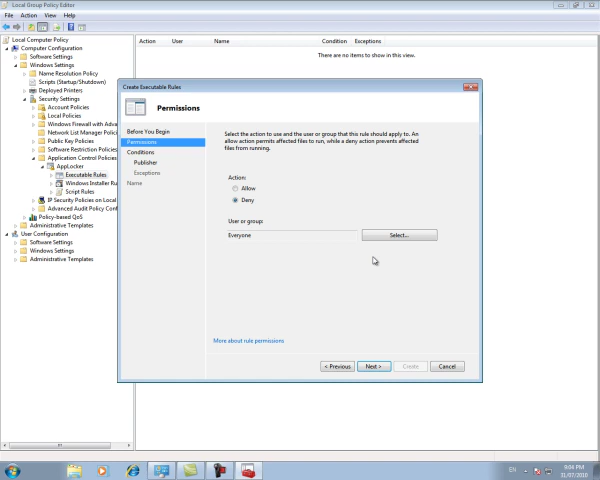 Local Group Policy Editor
File Action View Help
Local Computer Policy
Computer Configuration
Software Settings
Windows Settings
Name Resolution Policy
Scripts (Startup/Shutdown)
Deployed Printers
Security Settings
Account Policies
Local Policies
Windows Firewall with Adva
Network List Manager Polici
Public Key Policies
Software Restriction Policies
Application Control Policies
AppLocker
Executable Rules
Windows Installer Ru
Script Rules
IP Security Policies on Local
Advanced Audit Policy Conf
Policy-based QoS
Administrative Templates
User Configuration
Software Settings
Windows Settings
Administrative Templates
Action User Name Condition Exceptions
There are no items to show in this view.
Create Executable Rules
Permissions
Before You Begin
Permissions
Conditions
Publisher
Exceptions
Name
Select the action to use and the user or group that this rule should apply to. An
allow action permits affected files to run, while a deny action prevents affected
files from running.
Action:
Allow
Deny
User or group:
Everyone
Select...
More about rule permissions
< Previous Next > Create Cancel
EN
9:04 PM
31/07/2010